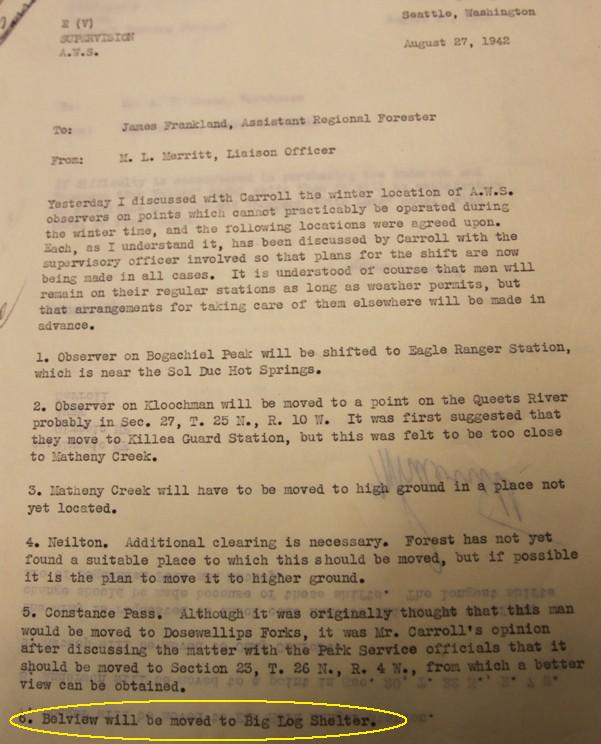 E (V)
SUPERVISION
A.W.S.
Seattle, Washington
August 27, 1942
To: James Frankland, Assistant Regional Forester
From: M. L. Merritt, Liaison Officer
Yesterday I discussed with Carroll the winter location of A.W.S.
observers on points which cannot practicably be operated during
the winter time, and the following locations were agreed upon.
Each, as I understand it, has been discussed by Carroll with the
supervisory officer involved so that plans for the shift are now
being made in all cases. It is understood of course that men will
remain on their regular stations as long as weather permits, but
that arrangements for taking care of them elsewhere will be made in
advance.
1. Observer on Bogachiel Peak will be shifted to Eagle Ranger Station,
which is near the Sol Duc Hot Springs.
2. Observer on Kloochman will be moved to a point on the Queets River
probably in Sec. 27, T. 25 N., R. 10 W. It was first suggested that
they move to Killea Guard Station, but this was felt to be too close
to Matheny Creek.
3. Matheny Creek will have to be moved to high ground in a place not
yet located.
4. Neilton. Additional clearing is necessary. Forest has not yet
found a suitable place to which this should be moved, but if possible
it is the plan to move it to higher ground.
5. Constance Pass. Although it was originally thought that this man
would be moved to Dosewallips Forks, it was Mr. Carroll's opinion
after discussing the matter with the Park Service officials that it
should be moved to Section 23, T. 26 N., R. 4 W., from which a better
view can be obtained.
6. Belview will be moved to Big Log Shelter.